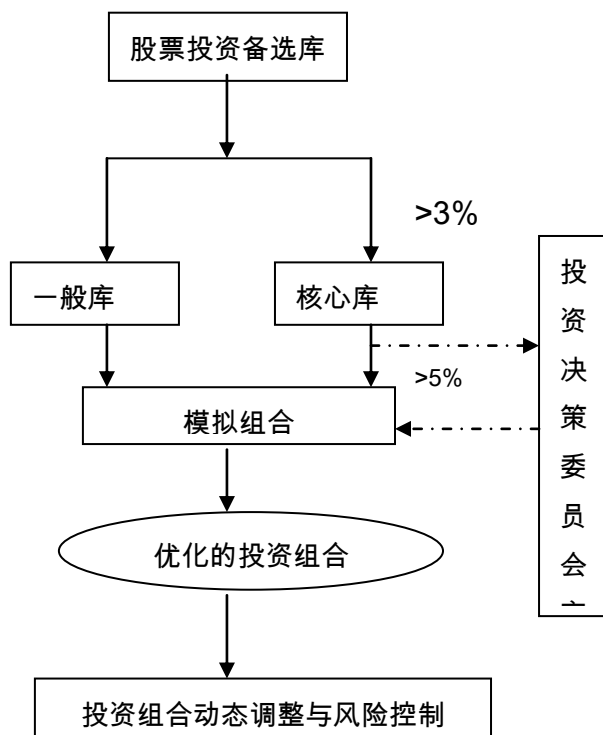 股票投资备选库
>3%
一般库
核心库
>5%
模拟组合
投
资
决
策
委
员
会
优化的投资组合
投资组合动态调整与风险控制